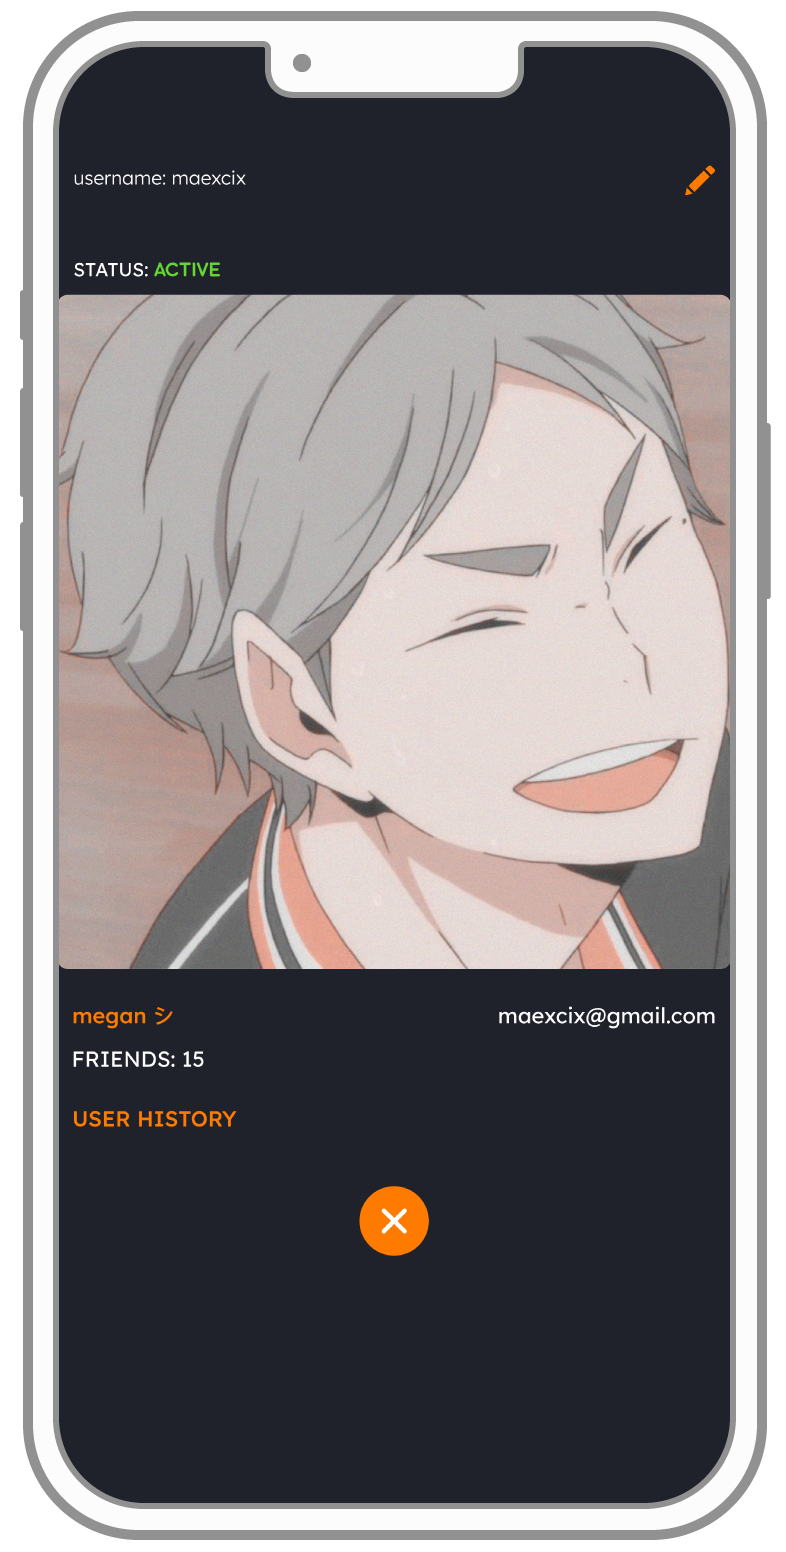 username: maexcix
STATUS: ACTIVE
megan シ
maexcix@gmail.com
FRIENDS: 15
USER HISTORY